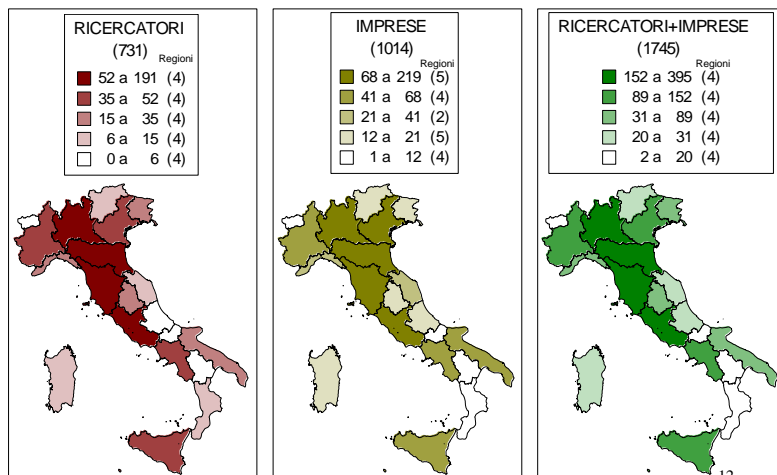 RICERCATORI
(731)
Regioni
52 a 191 (4)
35 a 52 (4)
15 a 35 (4)
6 a 15 (4)
0 a 6 (4)
IMPRESE
(1014)
Regioni
68 a 219 (5)
41 a 68 (4)
21 a 41 (2)
12 a 21 (5)
1 a 12 (4)
RICERCATORI+IMPRESE
(1745)
Regioni
152 a 395 (4)
89 a 152 (4)
31 a 89 (4)
20 a 31 (4)
2 a 20 (4)